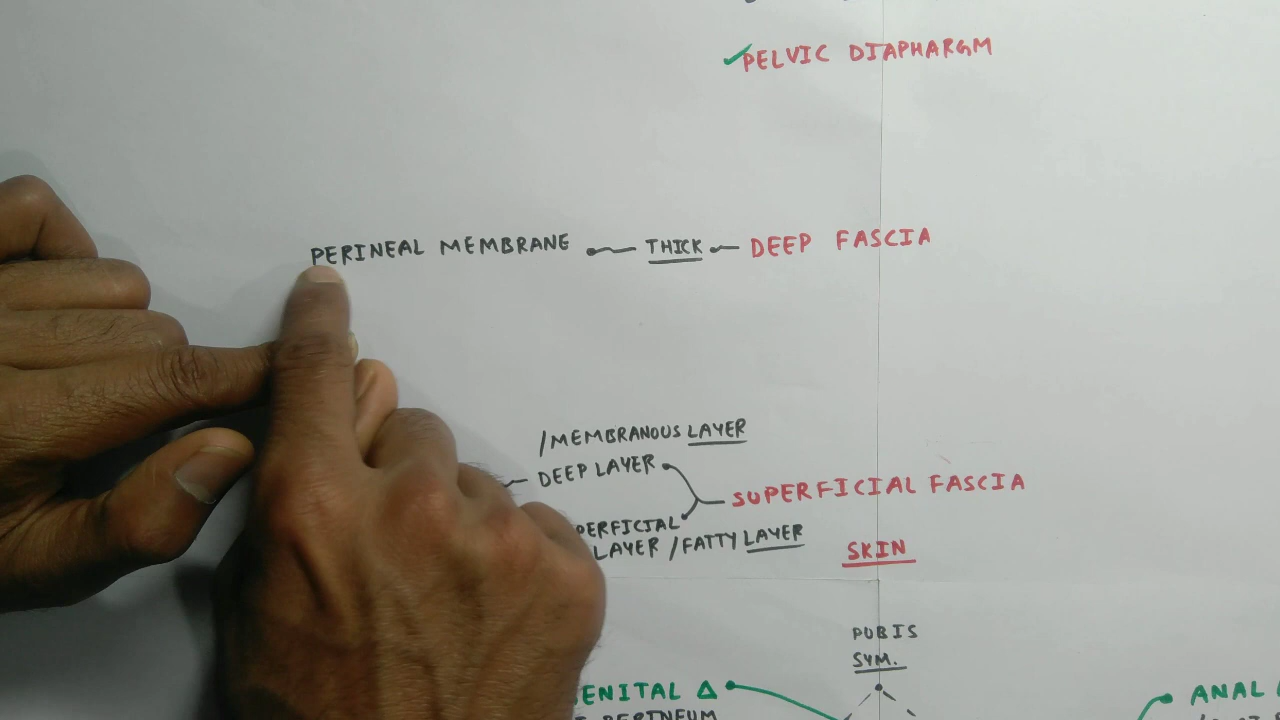 ✓PELVIC DIAPHARGM
PERINEAL MEMBRANE THICK DEEP FASCIA
/MEMBRANOUS LAYER
DEEP LAYER
SUPERFICIAL FASCIA
LAYER /FATTY LAYER
SKIN
PUBIS
SYM.
Δ
ANAL